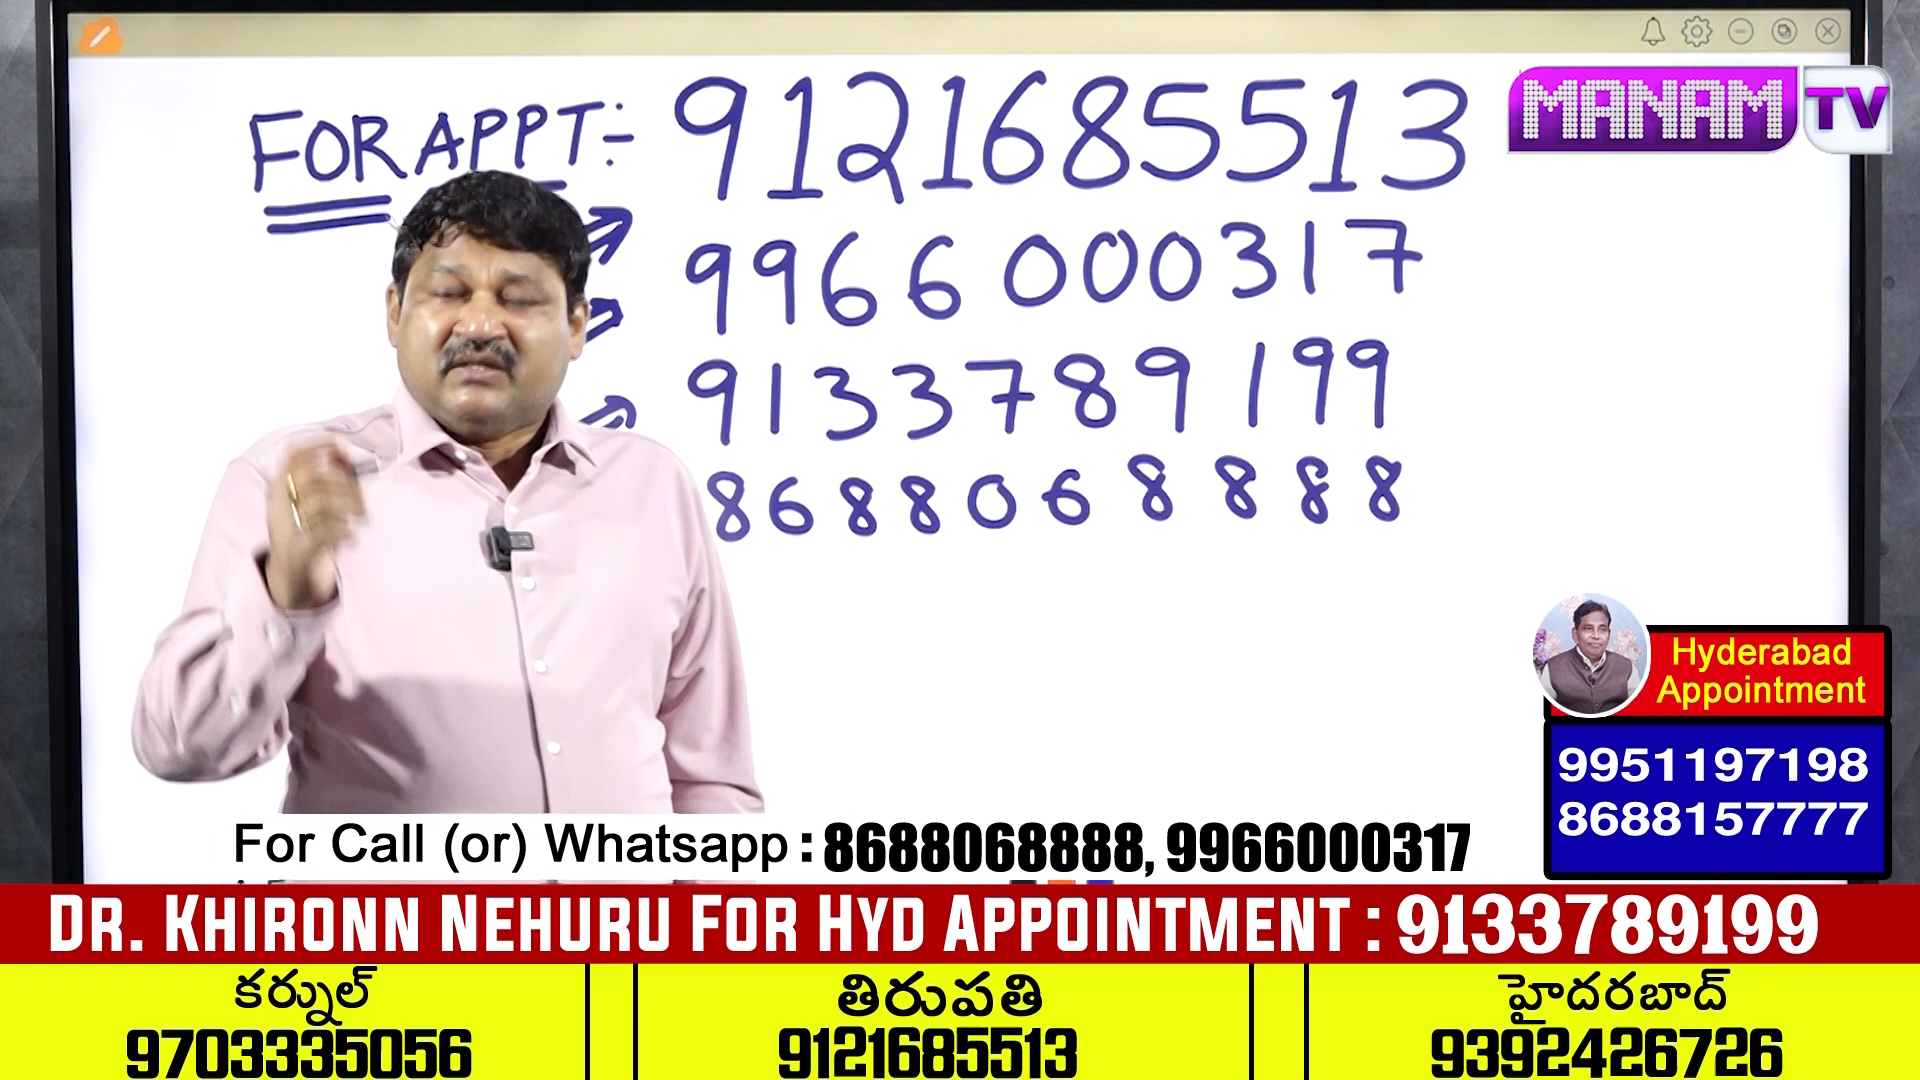 MANAM TV
FOR APPT:- 9121685513
9966000317
9133789199
8688068888
Hyderabad
Appointment
9951197198
8688157777
For Call (or) Whatsapp : 8688068888, 9966000317
DR. KHIRONN NEHURU FOR HYD APPOINTMENT : 9133789199
కర్నుల్
9703335056
తిరుపతి
9121685513
హైదరబాద్
9392426726